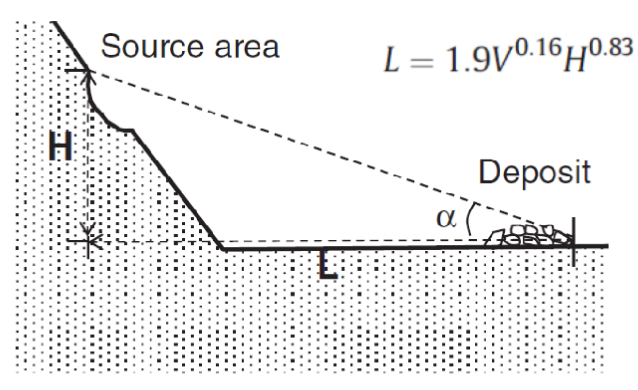 Source area
L = 1.9V^0.16H^0.83
H
Deposit
α
L